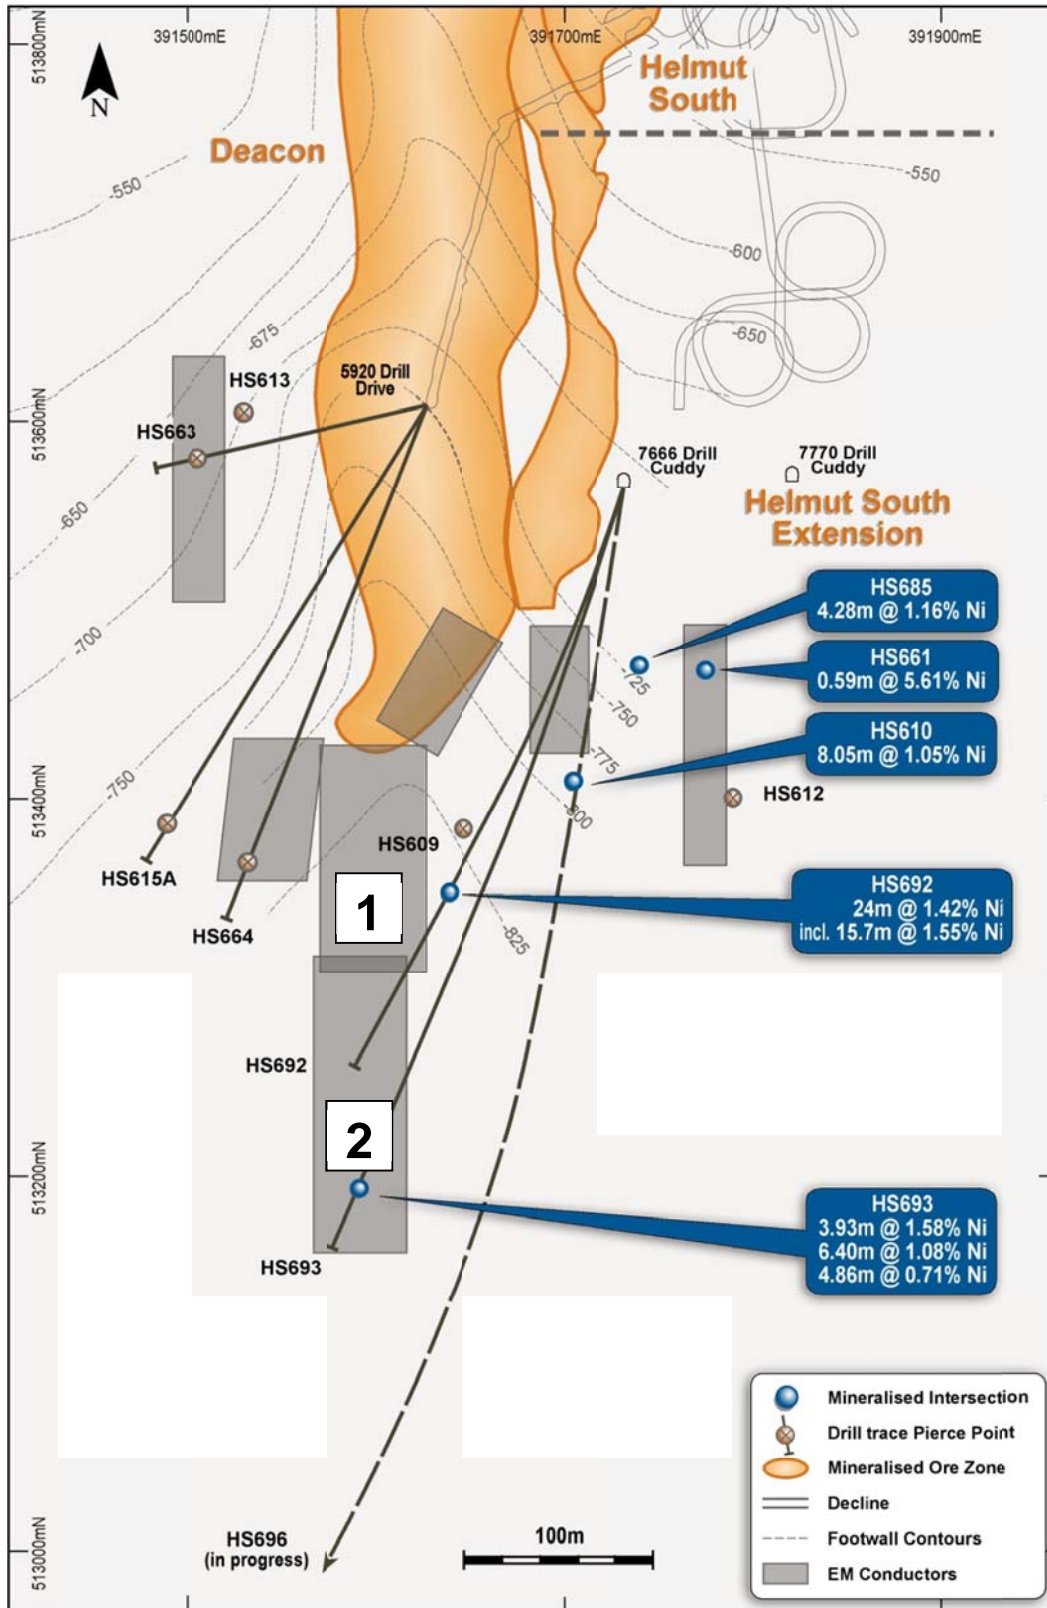 391500mE
391700mE
391900mE
513800mN
513600mN
513400mN
513200mN
513000mN
N
Helmut
South
Deacon
-550
-550
-600
-650
-675
5920 Drill
Drive
HS613
HS663
7666 Drill
Cuddy
7770 Drill
Cuddy
Helmut South
Extension
-650
-700
-750
-725
-750
-775
-800
-825
HS685
4.28m @ 1.16% Ni
HS661
0.59m @ 5.61% Ni
HS610
8.05m @ 1.05% Ni
HS612
HS609
HS615A
HS664
1
HS692
24m @ 1.42% Ni
incl. 15.7m @ 1.55% Ni
HS692
2
HS693
3.93m @ 1.58% Ni
6.40m @ 1.08% Ni
4.86m @ 0.71% Ni
HS693
HS696
(in progress)
100m
Mineralised Intersection
Drill trace Pierce Point
Mineralised Ore Zone
Decline
Footwall Contours
EM Conductors